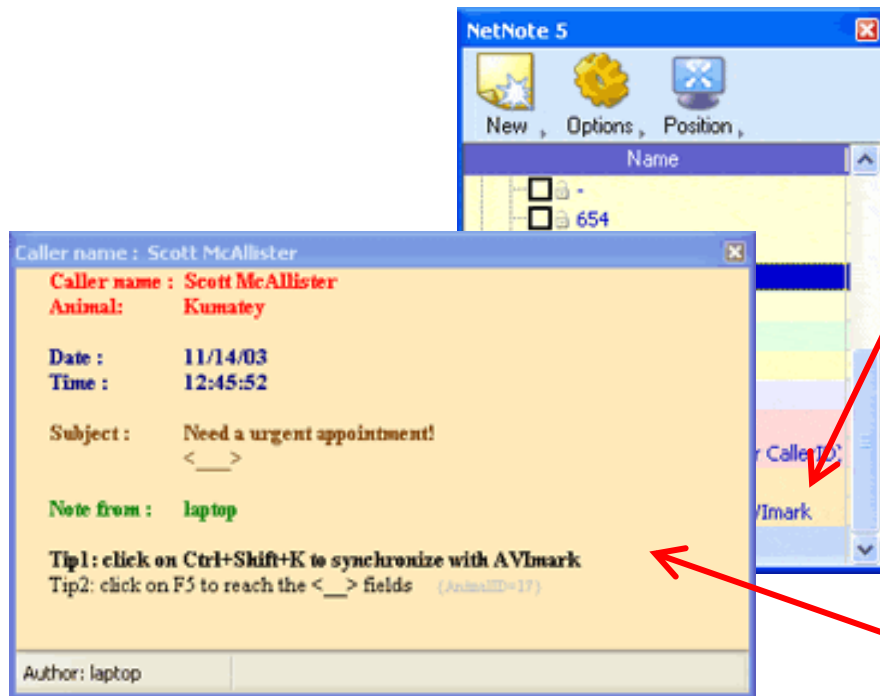 NetNote 5
New
Options
Position
Name
-
654
Caller name : Scott McAllister
Caller name : Scott McAllister
Animal: Kumatey
Date : 11/14/03
Time : 12:45:52
Subject : Need a urgent appointment!
<___>
r CallerID)
Note from : laptop
VImark
Tip1: click on Ctrl+Shift+K to synchronize with AVImark
Tip2: click on F5 to reach the <__> fields (AnimalID=17)
Author: laptop